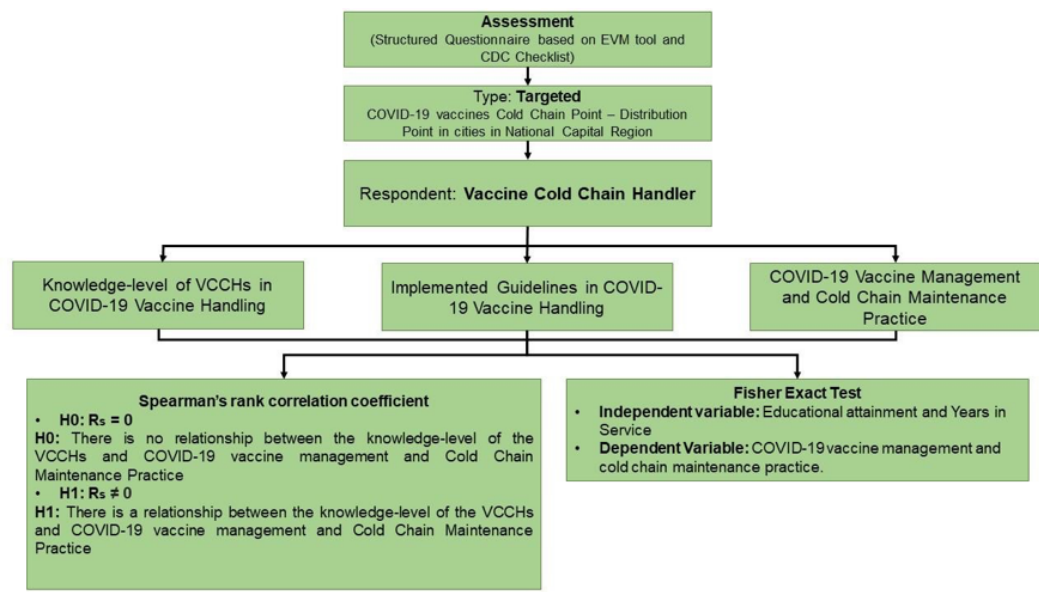 Assessment
(Structured Questionnaire based on EVM tool and
CDC Checklist)
Type: Targeted
COVID-19 vaccines Cold Chain Point – Distribution
Point in cities in National Capital Region
Respondent: Vaccine Cold Chain Handler
Knowledge-level of VCCHs in
COVID-19 Vaccine Handling
Implemented Guidelines in COVID-
19 Vaccine Handling
COVID-19 Vaccine Management
and Cold Chain Maintenance
Practice
Spearman's rank correlation coefficient
• H0: Rs = 0
H0: There is no relationship between the knowledge-level of the
VCCHs and COVID-19 vaccine management and Cold Chain
Maintenance Practice
• H1: Rs ≠ 0
H1: There is a relationship between the knowledge-level of the VCCHs
and COVID-19 vaccine management and Cold Chain Maintenance
Practice
Fisher Exact Test
• Independent variable: Educational attainment and Years in
Service
• Dependent Variable: COVID-19 vaccine management and
cold chain maintenance practice.